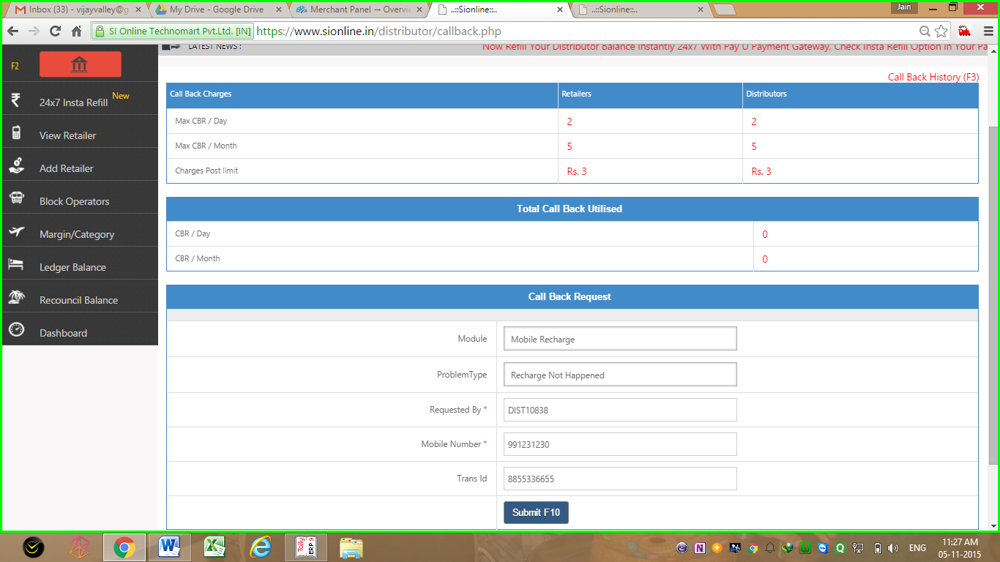 Inbox (33) - vijayvalley@g
My Drive - Google Drive
Merchant Panel → Overvie
..::Sionline::..
..::Sionline::..
Jain
SI Online Technomart Pvt.Ltd. [IN]
https://www.sionline.in/distributor/callback.php
LATEST NEWS :
Now Refill Your Distributor Balance Instantly 24x7 With Pay U Payment Gateway, Check Insta Refill Option In Your Pa
F2
24x7 Insta Refill New
View Retailer
Add Retailer
Block Operators
Margin/Category
Ledger Balance
Recouncil Balance
Dashboard
Call Back History (F3)
Call Back Charges Retailers Distributors
Max CBR / Day 2 2
Max CBR / Month 5 5
Charges Post limit Rs. 3 Rs. 3
Total Call Back Utilised
CBR / Day 0
CBR / Month 0
Call Back Request
Module Mobile Recharge
ProblemType Recharge Not Happened
Requested By * DIST10838
Mobile Number * 991231230
Trans Id 8855336655
Submit F10
Tally
ERP 9
ENG
11:27 AM
05-11-2015